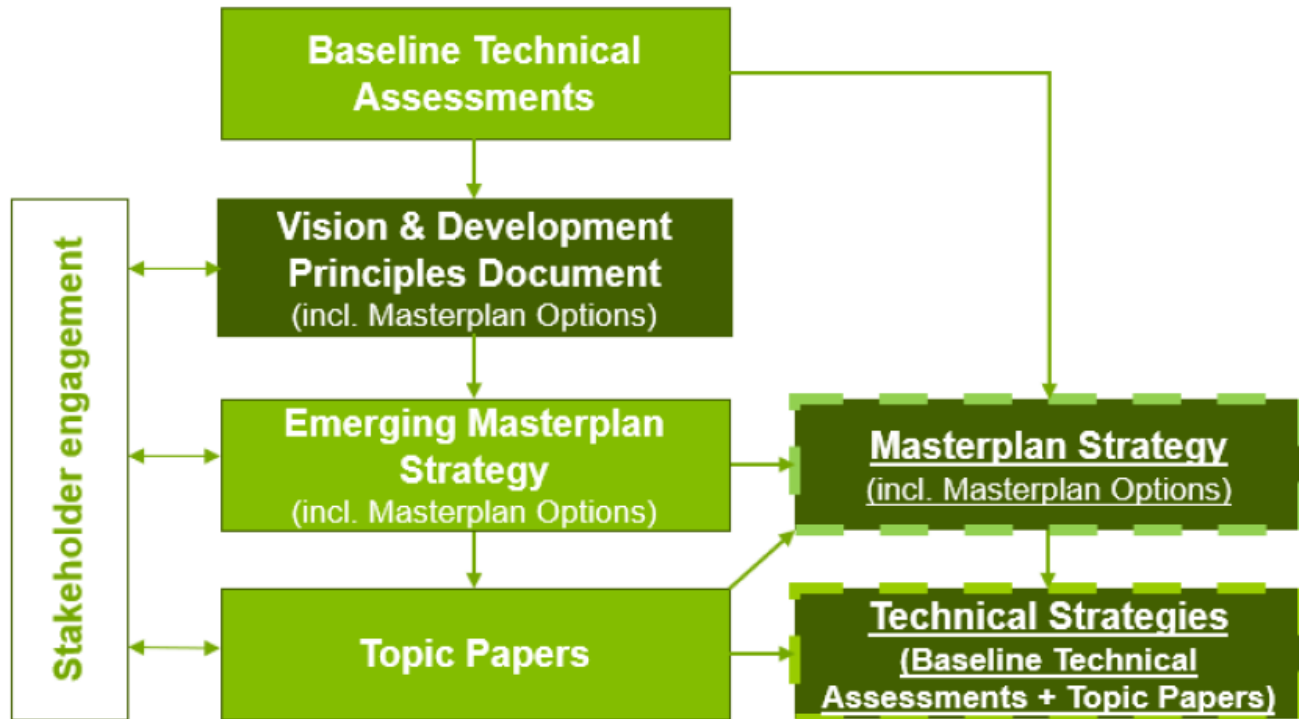 Baseline Technical
Assessments
Stakeholder engagement
Vision & Development
Principles Document
(incl. Masterplan Options)
Emerging Masterplan
Strategy
(incl. Masterplan Options)
Masterplan Strategy
(incl. Masterplan Options)
Topic Papers
Technical Strategies
(Baseline Technical
Assessments + Topic Papers)